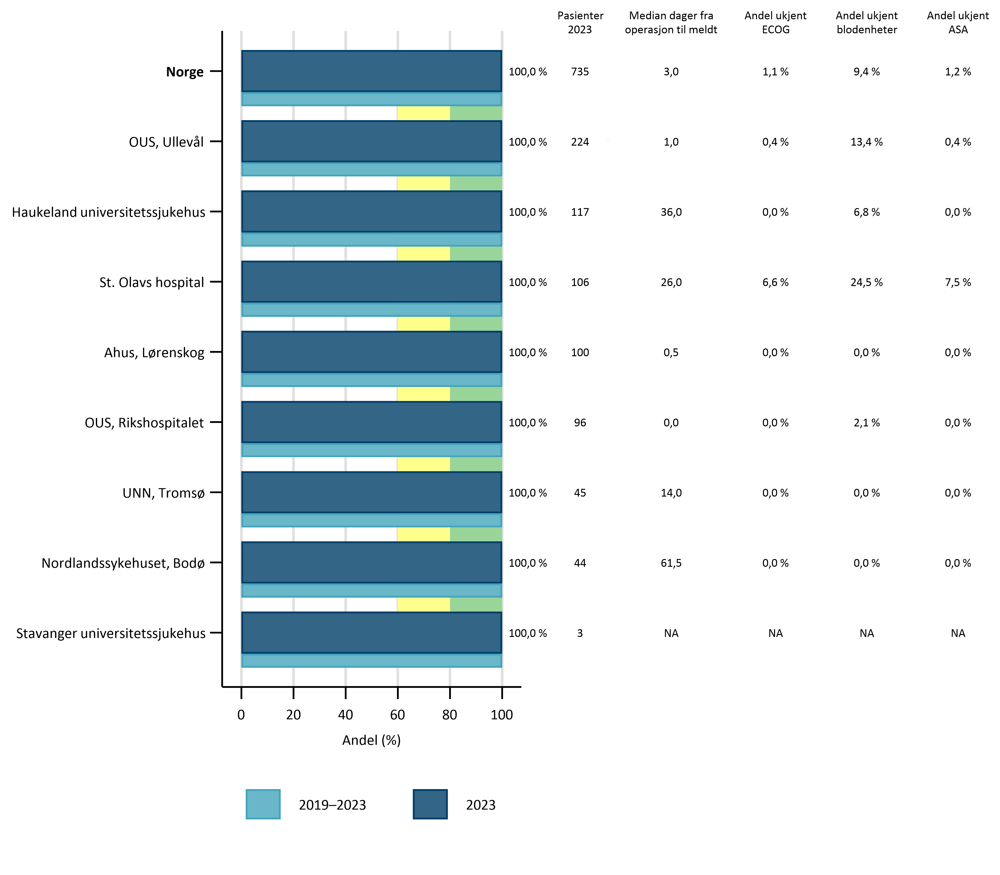 Pasienter 2023
Median dager fra operasjon til meldt
Andel ukjent ECOG
Andel ukjent blodenheter
Andel ukjent ASA
Norge 100,0 % 735 3,0 1,1 % 9,4 % 1,2 %
OUS, Ullevål 100,0 % 224 1,0 0,4 % 13,4 % 0,4 %
Haukeland universitetssjukehus 100,0 % 117 36,0 0,0 % 6,8 % 0,0 %
St. Olavs hospital 100,0 % 106 26,0 6,6 % 24,5 % 7,5 %
Ahus, Lørenskog 100,0 % 100 0,5 0,0 % 0,0 % 0,0 %
OUS, Rikshospitalet 100,0 % 96 0,0 0,0 % 2,1 % 0,0 %
UNN, Tromsø 100,0 % 45 14,0 0,0 % 0,0 % 0,0 %
Nordlandssykehuset, Bodø 100,0 % 44 61,5 0,0 % 0,0 % 0,0 %
Stavanger universitetssjukehus 100,0 % 3 NA NA NA NA
0 20 40 60 80 100
Andel (%)
2019–2023 2023